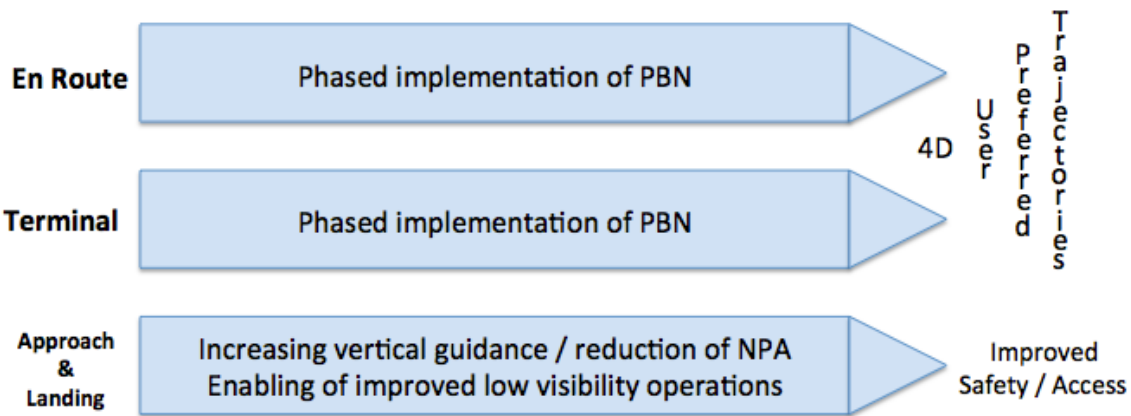 En Route
Phased implementation of PBN
4D
User
Preferred
Trajectories
Terminal
Phased implementation of PBN
Approach
&
Landing
Increasing vertical guidance / reduction of NPA
Enabling of improved low visibility operations
Improved
Safety / Access